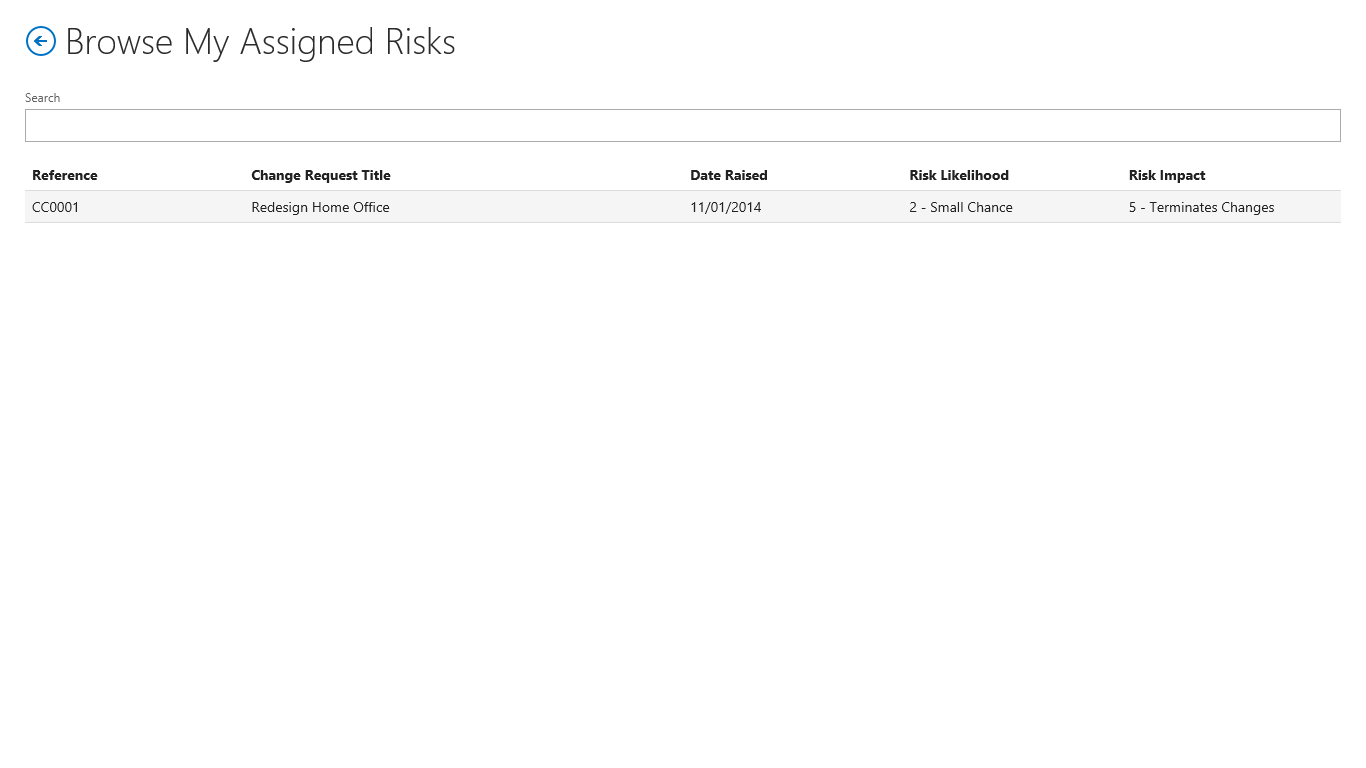 Browse My Assigned Risks
Search
Reference Change Request Title Date Raised Risk Likelihood Risk Impact
CC0001 Redesign Home Office 11/01/2014 2 - Small Chance 5 - Terminates Changes